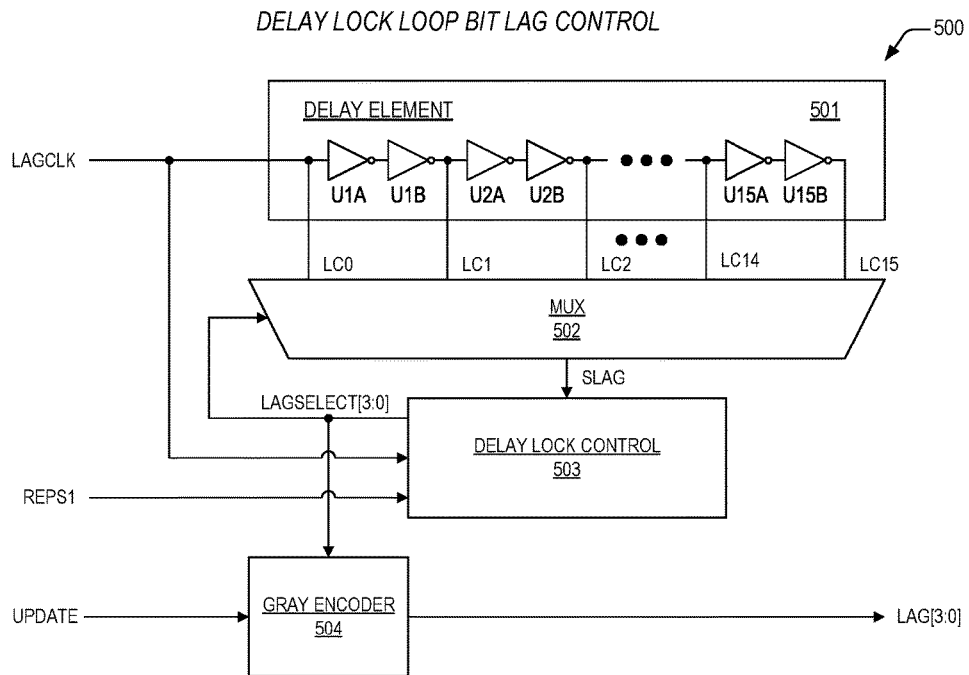 DELAY LOCK LOOP BIT LAG CONTROL
500
DELAY ELEMENT 501
LAGCLK
U1A U1B U2A U2B U15A U15B
LC0 LC1 LC2 LC14 LC15
MUX
502
SLAG
LAGSELECT[3:0]
DELAY LOCK CONTROL
503
REPS1
GRAY ENCODER
504
UPDATE
LAG[3:0]